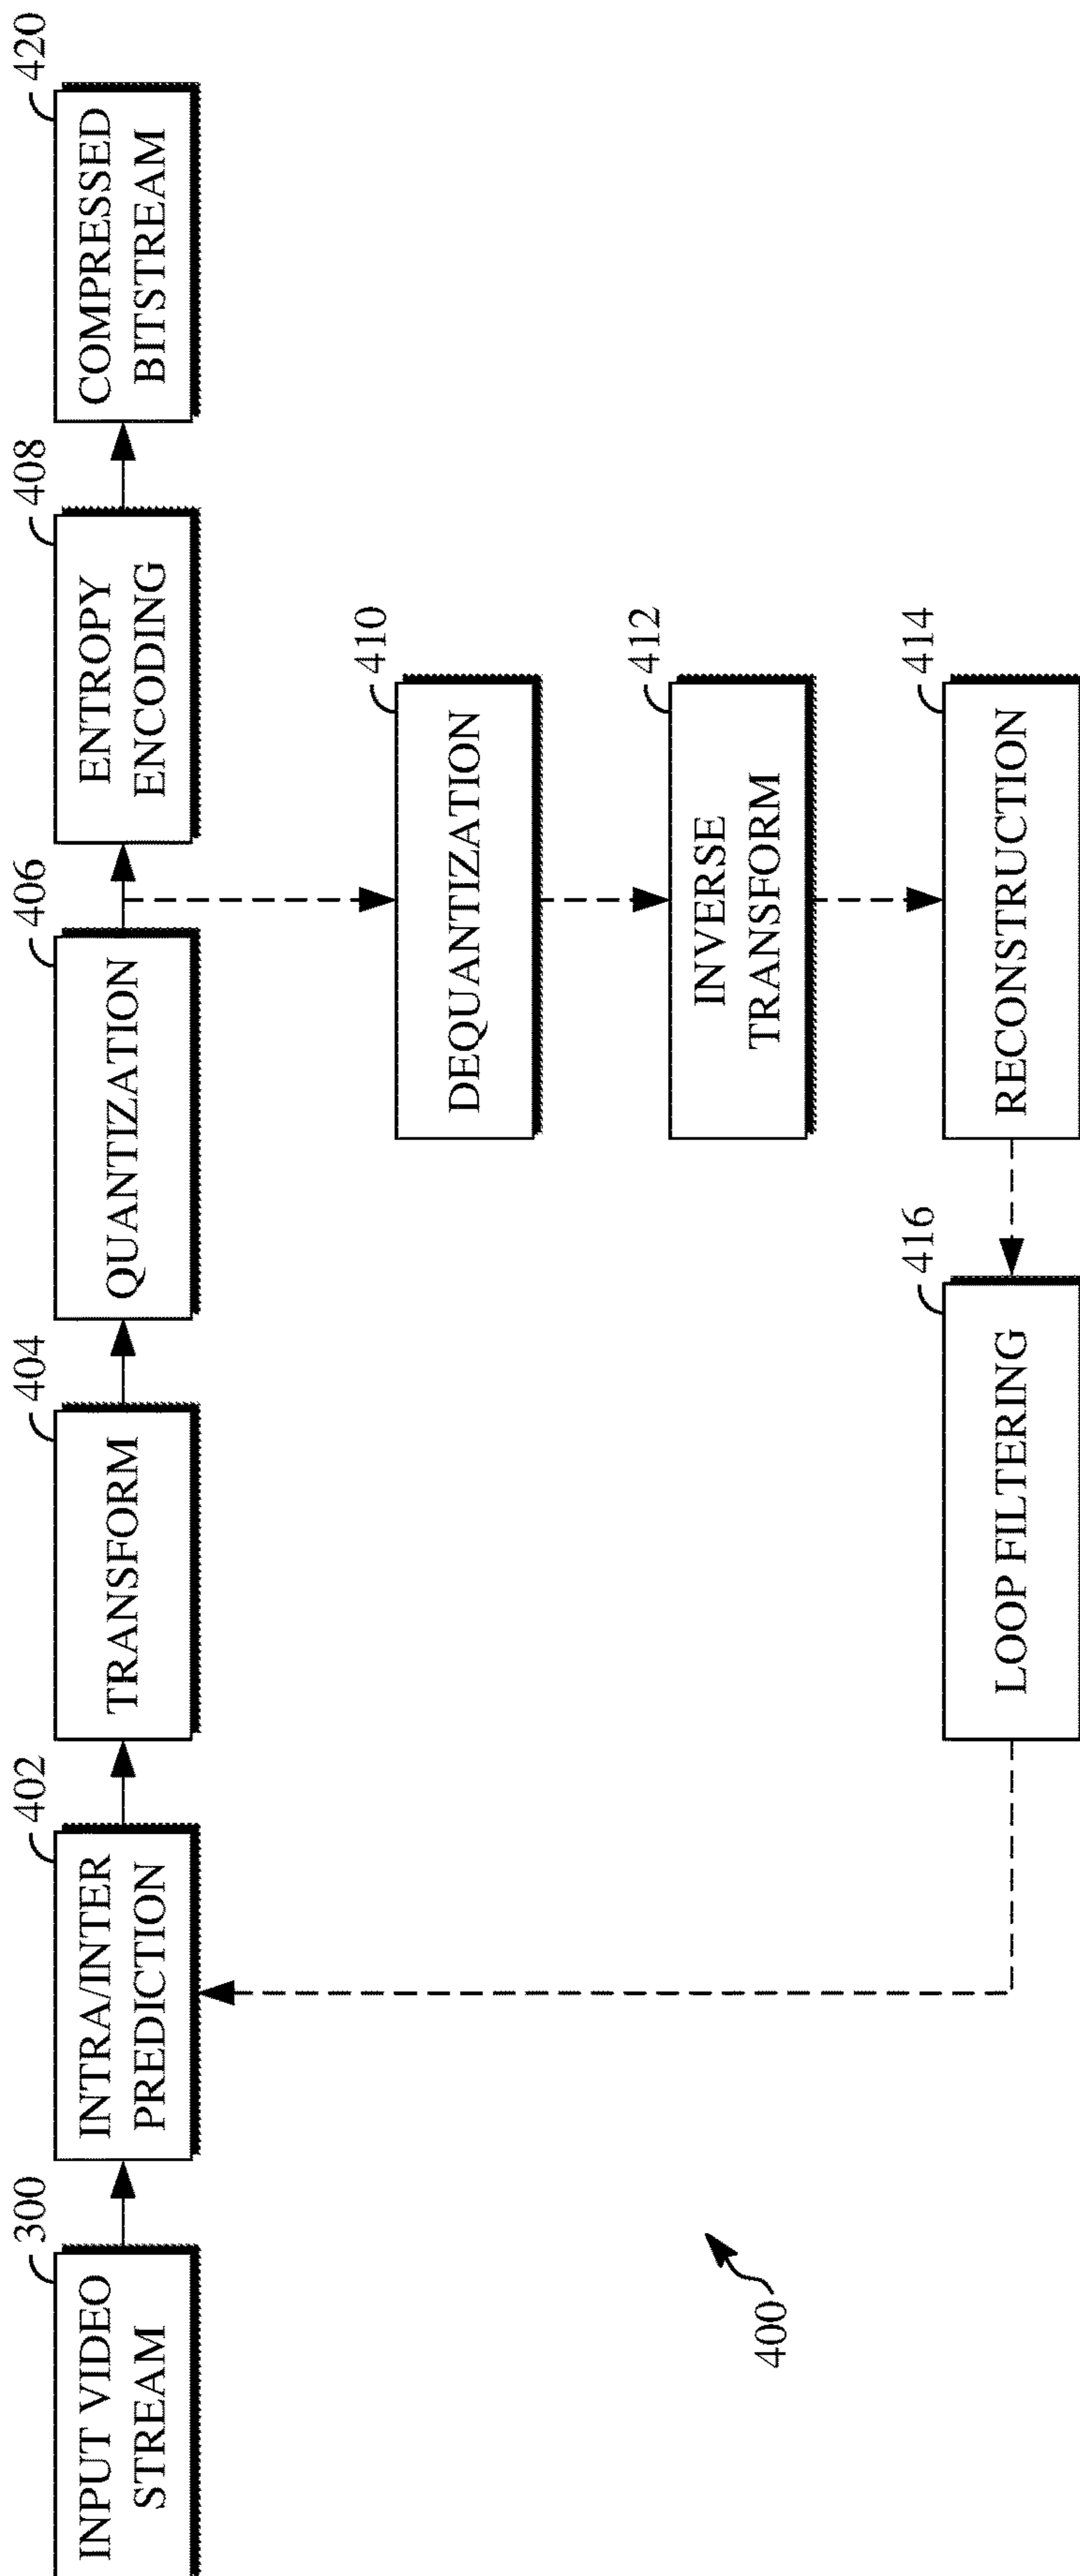 300
INPUT VIDEO
STREAM
402
INTRA/INTER
PREDICTION
404
TRANSFORM
406
QUANTIZATION
408
ENTROPY
ENCODING
420
COMPRESSED
BITSTREAM
410
DEQUANTIZATION
412
INVERSE
TRANSFORM
414
RECONSTRUCTION
416
LOOP FILTERING
400